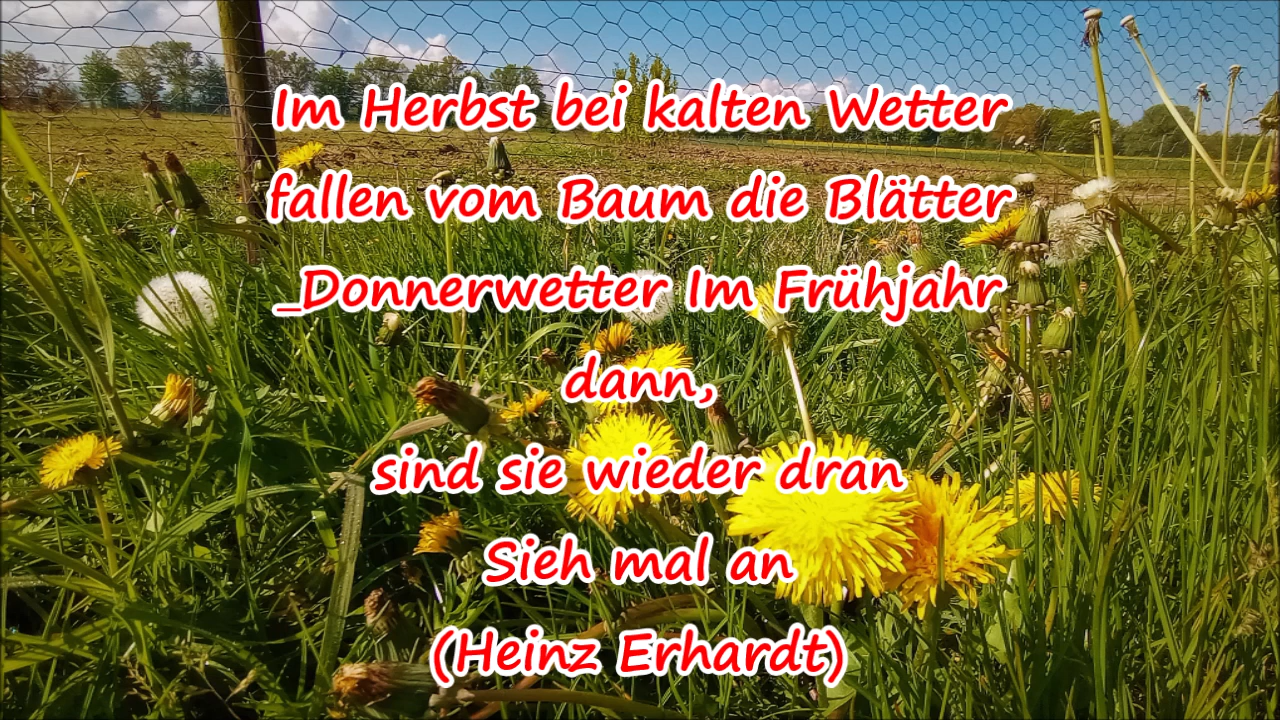 Im Herbst bei kalten Wetter
fallen vom Baum die Blätter
_Donnerwetter Im Frühjahr
dann,
sind sie wieder dran
Sieh mal an
(Heinz Erhardt)